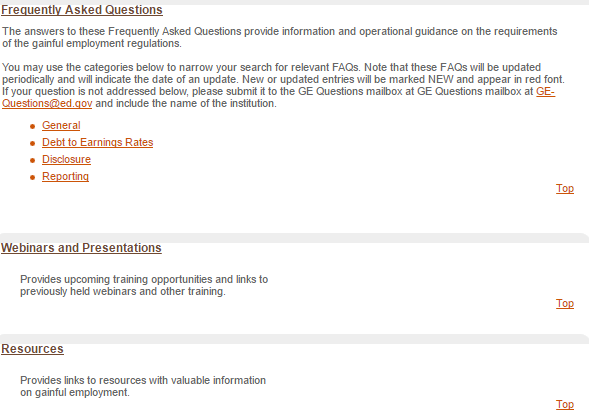 Frequently Asked Questions
The answers to these Frequently Asked Questions provide information and operational guidance on the requirements
of the gainful employment regulations.
You may use the categories below to narrow your search for relevant FAQs. Note that these FAQs will be updated
periodically and will indicate the date of an update. New or updated entries will be marked NEW and appear in red font.
If your question is not addressed below, please submit it to the GE Questions mailbox at GE Questions mailbox at GE-
Questions@ed.gov and include the name of the institution.
General
Debt to Earnings Rates
Disclosure
Reporting
Top
Webinars and Presentations
Provides upcoming training opportunities and links to
previously held webinars and other training.
Top
Resources
Provides links to resources with valuable information
on gainful employment.
Top